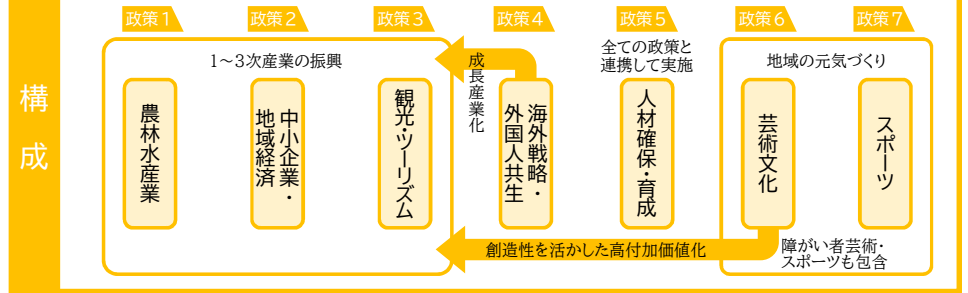 構成
政策1
政策2
政策3
政策4
政策5
政策6
政策7
1～3次産業の振興
成長産業化
全ての政策と
連携して実施
地域の元気づくり
農林水産業
中小企業・
地域経済
観光・ツーリズム
海外戦略・
外国人共生
人材確保・育成
芸術文化
スポーツ
創造性を活かした高付加価値化
障がい者芸術・
スポーツも包含